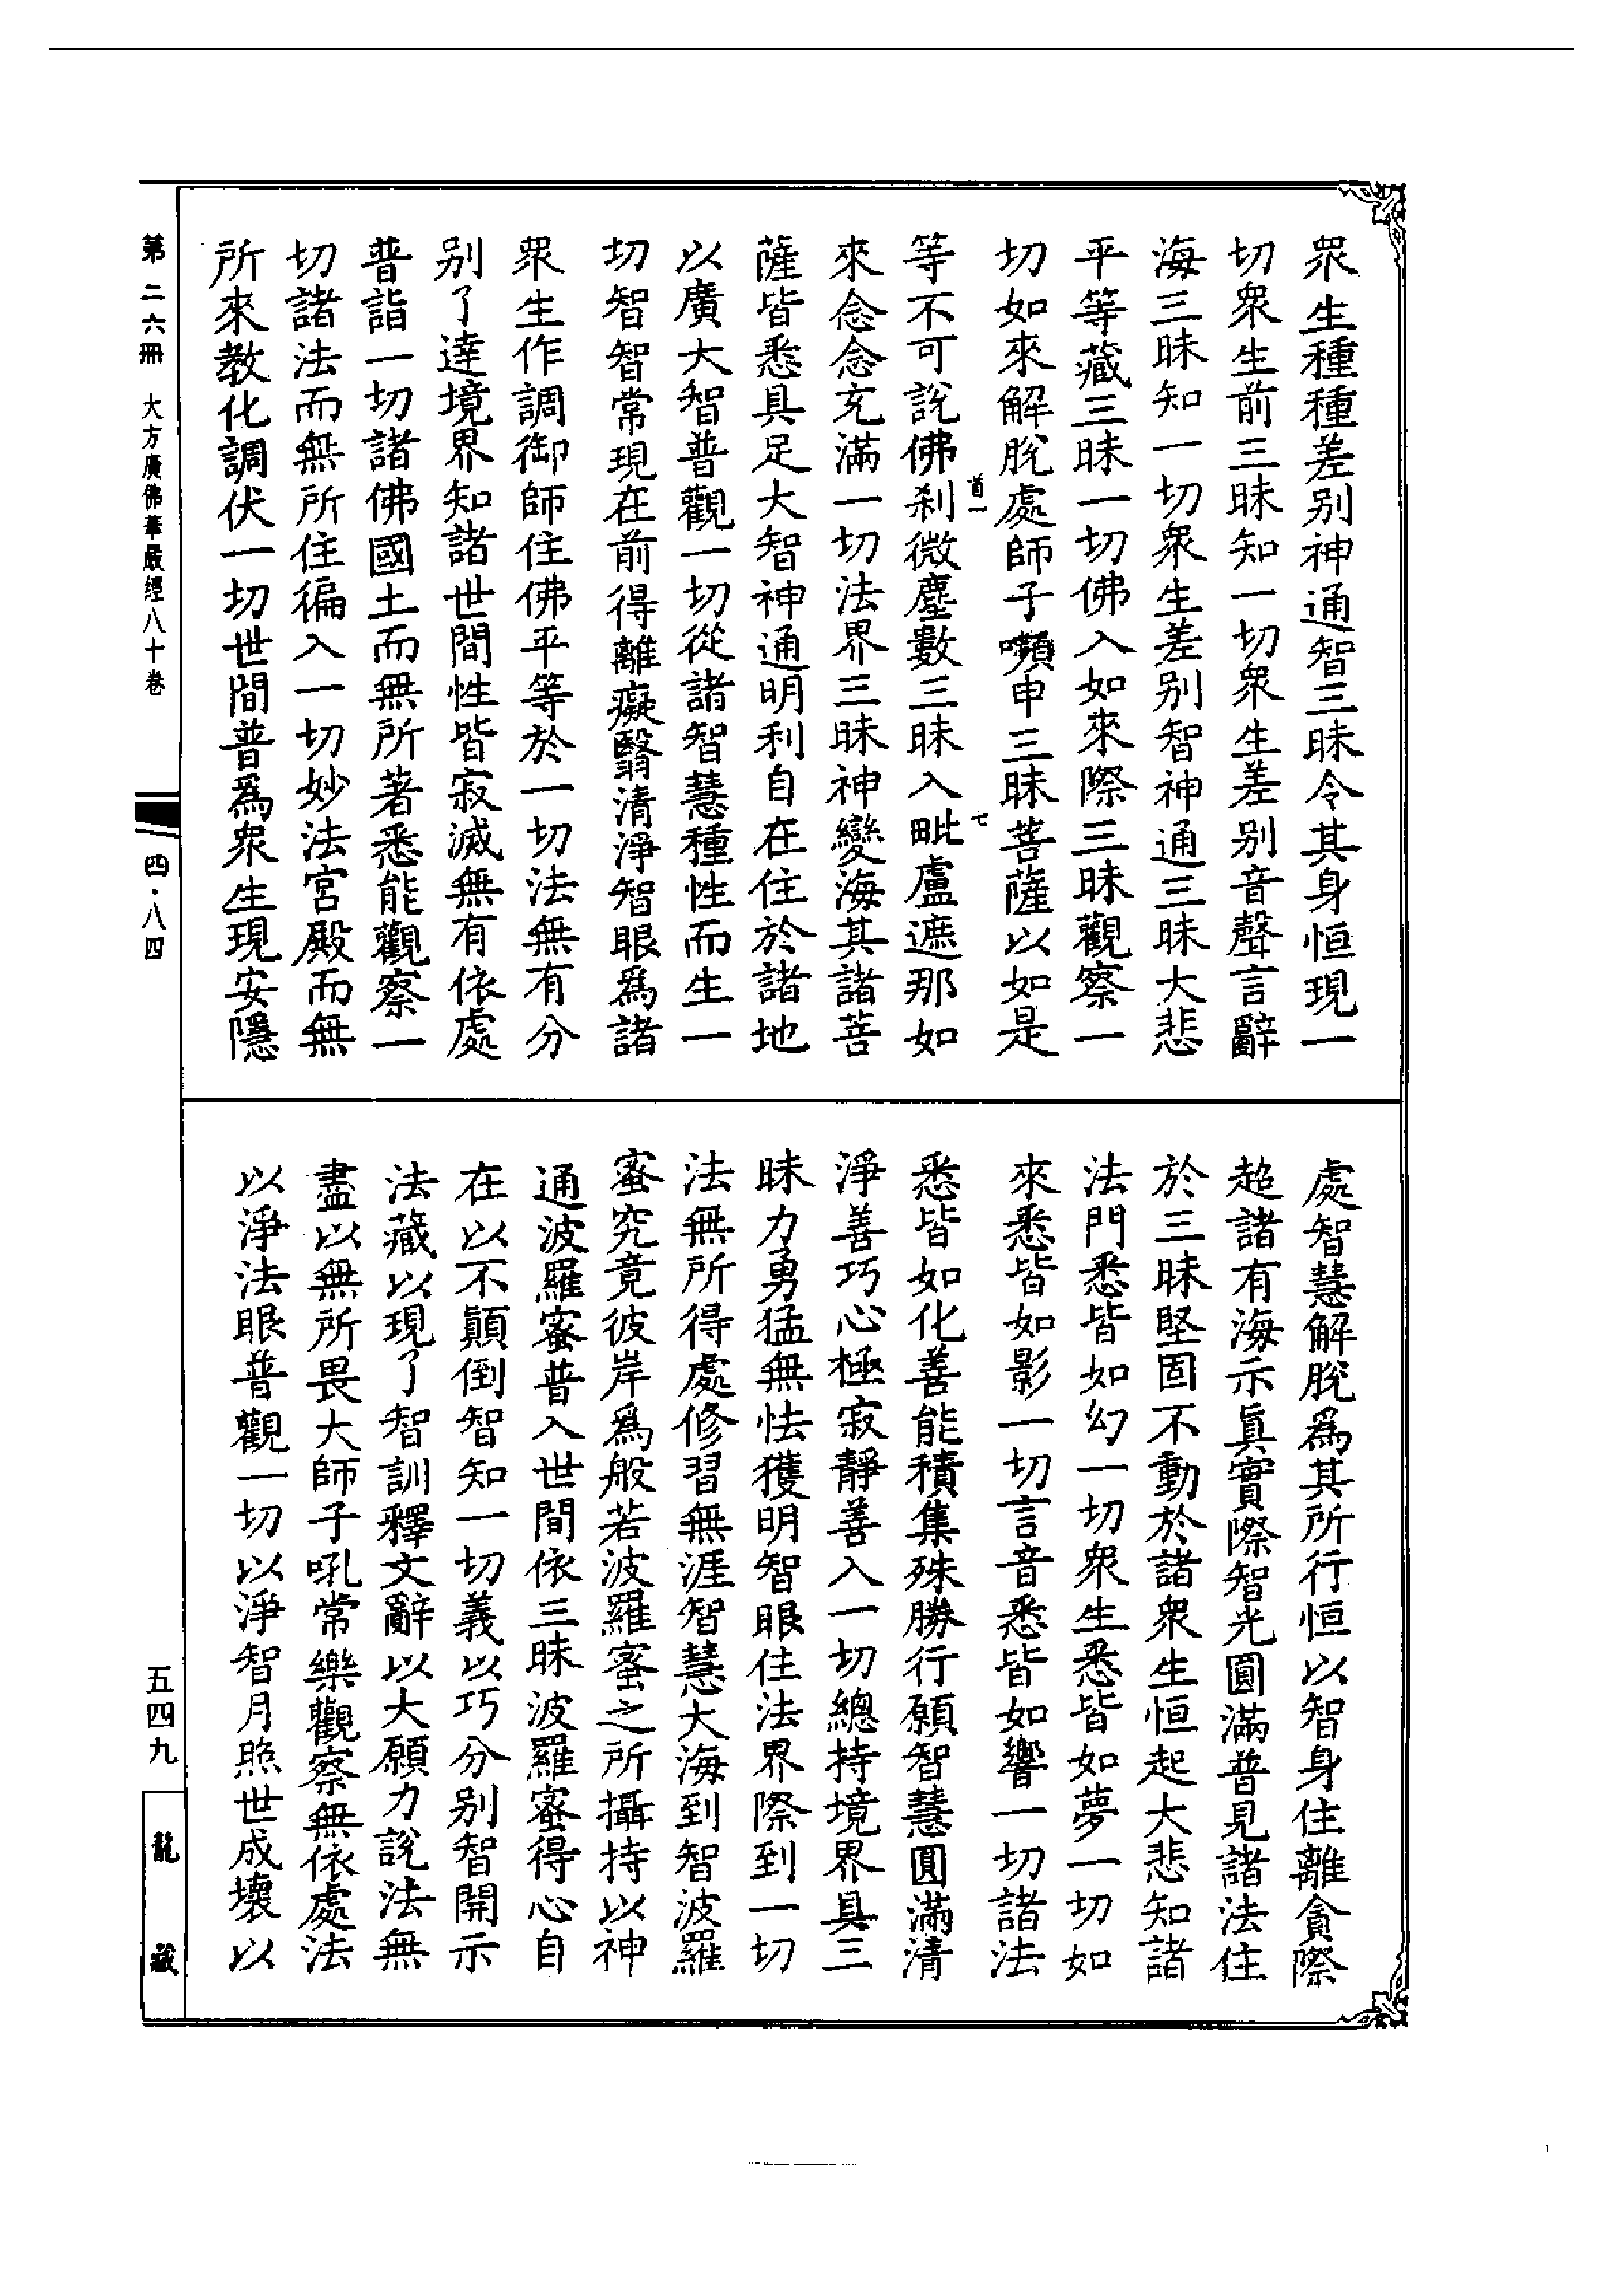 眾生種種差别神通智三昧令其身恒現一
切眾生前三昧知一切眾生差别音聲言辭
海三昧知一切眾生差别智神通三昧大悲
平等藏三昧一切佛入如來際三昧觀察一
切如來解脫處師子嚬申三昧菩薩以如是
首一
七
等不可說佛刹微塵數三昧入毗盧遮那如
來念念充滿一切法界三昧神變海其諸菩
薩皆悉具足大智神通明利自在住於諸地
以廣大智普觀一切從諸智慧種性而生一
切智智常現在前得離癡翳清淨智眼爲諸
眾生作調御師住佛平等於一切法無有分
别了達境界知諸世間性皆寂滅無有依處
普詣一切諸佛國土而無所著悉能觀察一
切諸法而無所住徧入一切妙法宮殿而無
所來教化調伏一切世間普爲眾生現安隱
處智慧解脫爲其所行恒以智身住離貪際
超諸有海示眞實際智光圓滿普見諸法住
於三昧堅固不動於諸眾生恒起大悲知諸
法門悉皆如幻一切眾生悉皆如夢一切如
來悉皆如影一切言音悉皆如響一切諸法
悉皆如化善能積集殊勝行願智慧圓滿清
淨善巧心極寂靜善入一切總持境界具三
昧力勇猛無怯獲明智眼住法界際到一切
法無所得處修習無涯智慧大海到智波羅
蜜究竟彼岸爲般若波羅蜜之所攝持以神
通波羅蜜普入世間依三昧波羅蜜得心自
在以不顛倒智知一切義以巧分别智開示
法藏以現了智訓釋文辭以大願力說法無
盡以無所畏大師子吼常樂觀察無依處法
以淨法眼普觀一切以淨智月照世成壞以
第二六冊 大方廣佛華嚴經八十卷
四·八四
五四九
龍藏
1